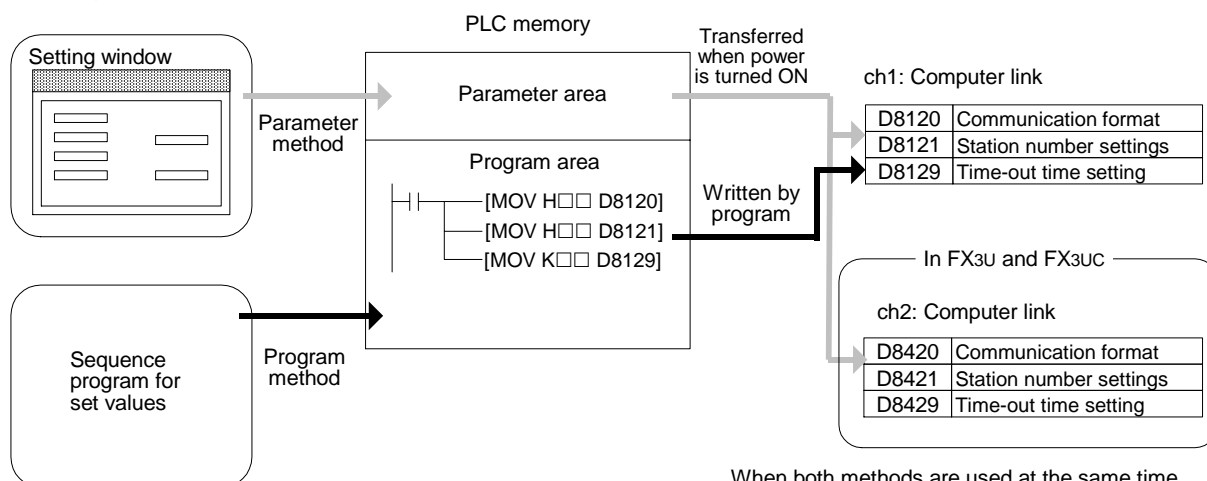 PLC memory
Setting window
Parameter
method
Parameter area
Transferred
when power
is turned ON
Program area
[MOV H□□ D8120]
[MOV H□□ D8121]
[MOV K□□ D8129]
Written by
program
ch1: Computer link
D8120 Communication format
D8121 Station number settings
D8129 Time-out time setting
Sequence
program for
set values
Program
method
In FX3U and FX3UC
ch2: Computer link
D8420 Communication format
D8421 Station number settings
D8429 Time-out time setting
When both methods are used at the same time